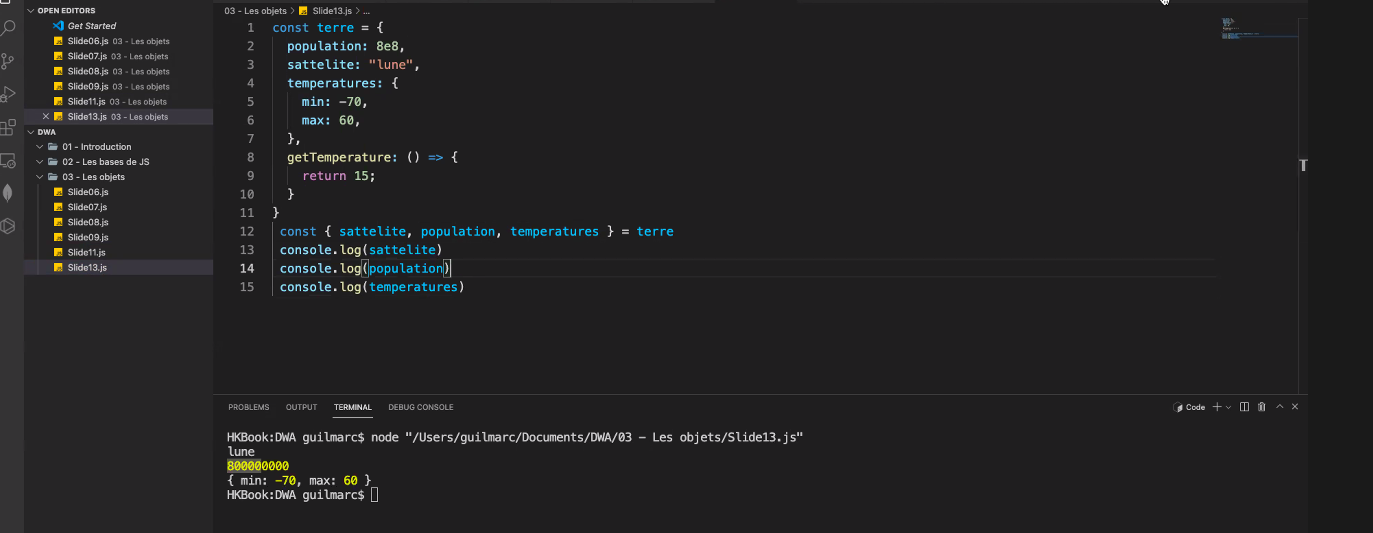 OPEN EDITORS
Get Started
Slide06.js 03 - Les objets
Slide07.js 03 - Les objets
Slide08.js 03 - Les objets
Slide09.js 03 - Les objets
Slide11.js 03 - Les objets
Slide13.js 03 - Les objets
DWA
01 - Introduction
02 - Les bases de JS
03 - Les objets
Slide06.js
Slide07.js
Slide08.js
Slide09.js
Slide11.js
Slide13.js
03 - Les objets > Slide13.js > ...
1 const terre = {
2 population: 8e8,
3 sattelite: "lune",
4 temperatures: {
5 min: -70,
6 max: 60,
7 },
8 getTemperature: () => {
9 return 15;
10 }
11 }
12 const { sattelite, population, temperatures } = terre
13 console.log(sattelite)
14 console.log(population)
15 console.log(temperatures)
PROBLEMS OUTPUT TERMINAL DEBUG CONSOLE Code
HKBook:DWA guilmarc$ node "/Users/guilmarc/Documents/DWA/03 - Les objets/Slide13.js"
lune
800000000
{ min: -70, max: 60 }
HKBook:DWA guilmarc$